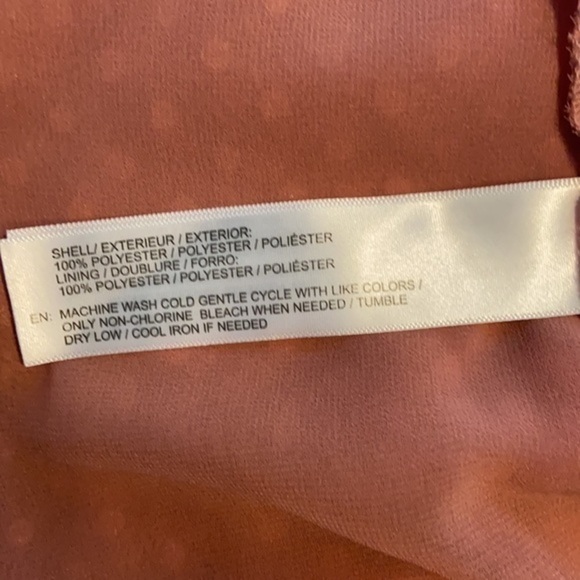 SHELL/ EXTERIEUR / EXTERIOR:
100% POLYESTER / POLYESTER / POLIÉSTER
LINING / DOUBLURE / FORRO:
100% POLYESTER / POLYESTER / POLIÉSTER
EN: MACHINE WASH COLD GENTLE CYCLE WITH LIKE COLORS /
ONLY NON-CHLORINE BLEACH WHEN NEEDED / TUMBLE
DRY LOW / COOL IRON IF NEEDED